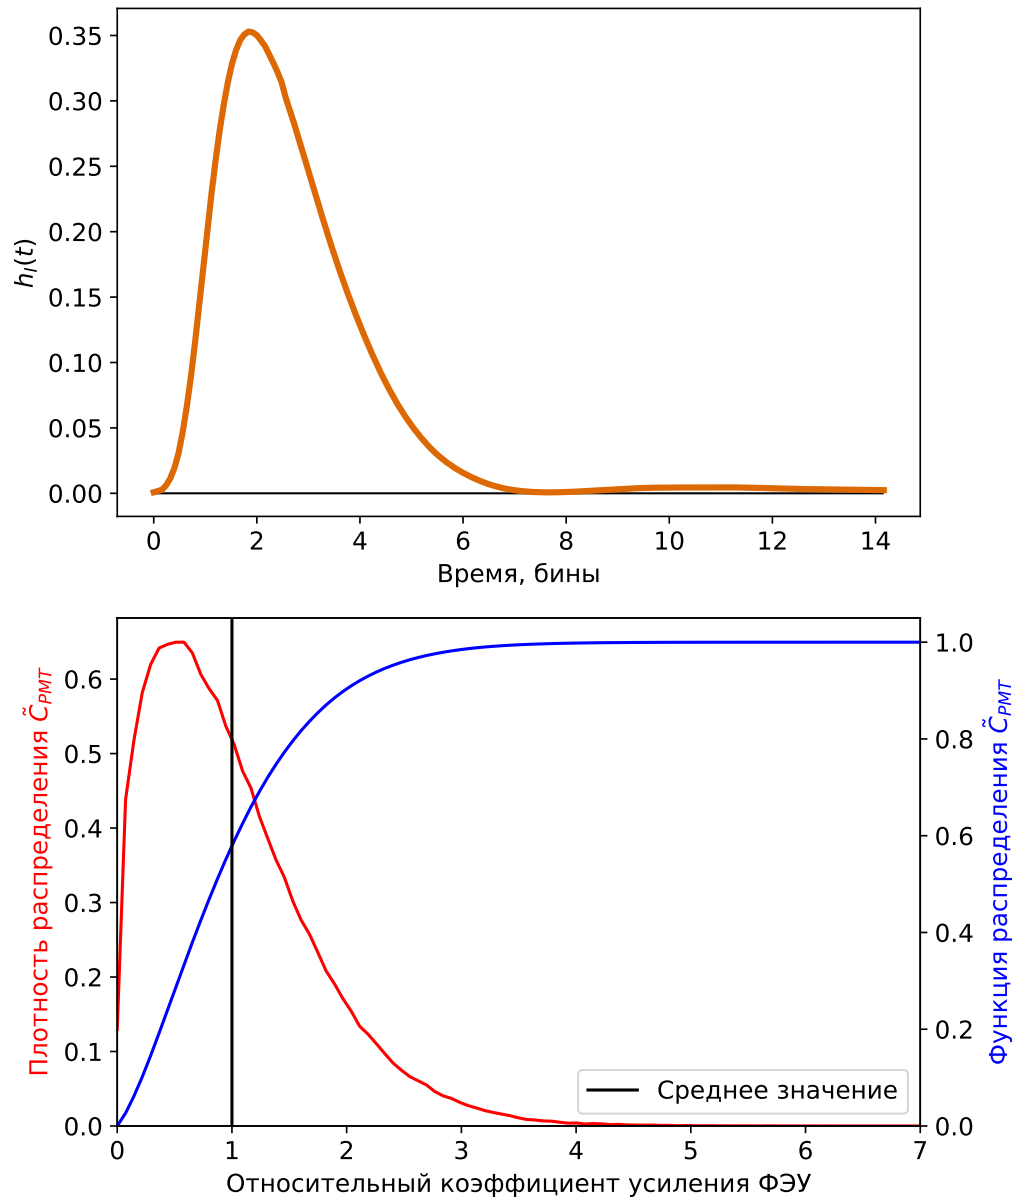 0.35
0.30
0.25
0.20
0.15
0.10
0.05
0.00
h_I(t)
0 2 4 6 8 10 12 14
Время, бины
0.6
0.5
0.4
0.3
0.2
0.1
0.0
Плотность распределения C̃_PMT
1.0
0.8
0.6
0.4
0.2
0.0
Функция распределения C̃_PMT
Среднее значение
0 1 2 3 4 5 6 7
Относительный коэффициент усиления ФЭУ